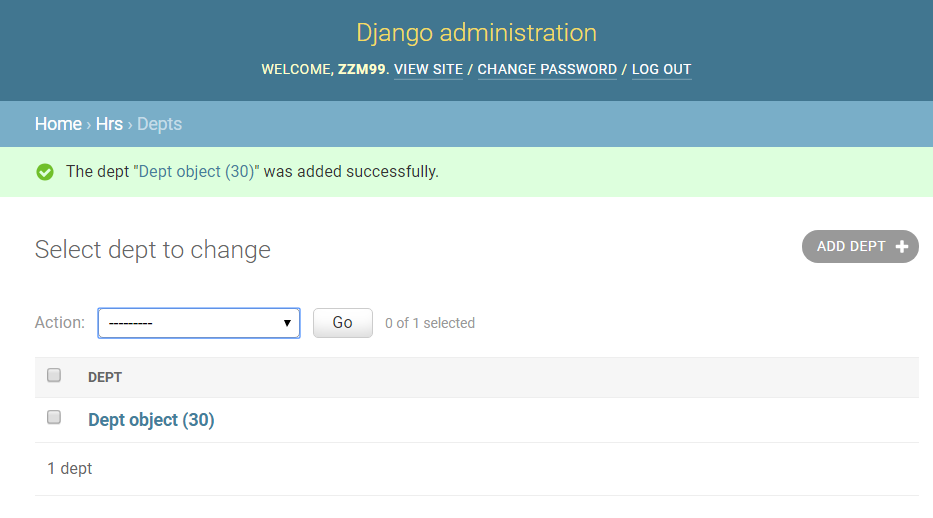 Django administration
WELCOME, ZZM99. VIEW SITE / CHANGE PASSWORD / LOG OUT
Home › Hrs › Depts
The dept "Dept object (30)" was added successfully.
Select dept to change
ADD DEPT +
Action: --------- Go 0 of 1 selected
DEPT
Dept object (30)
1 dept